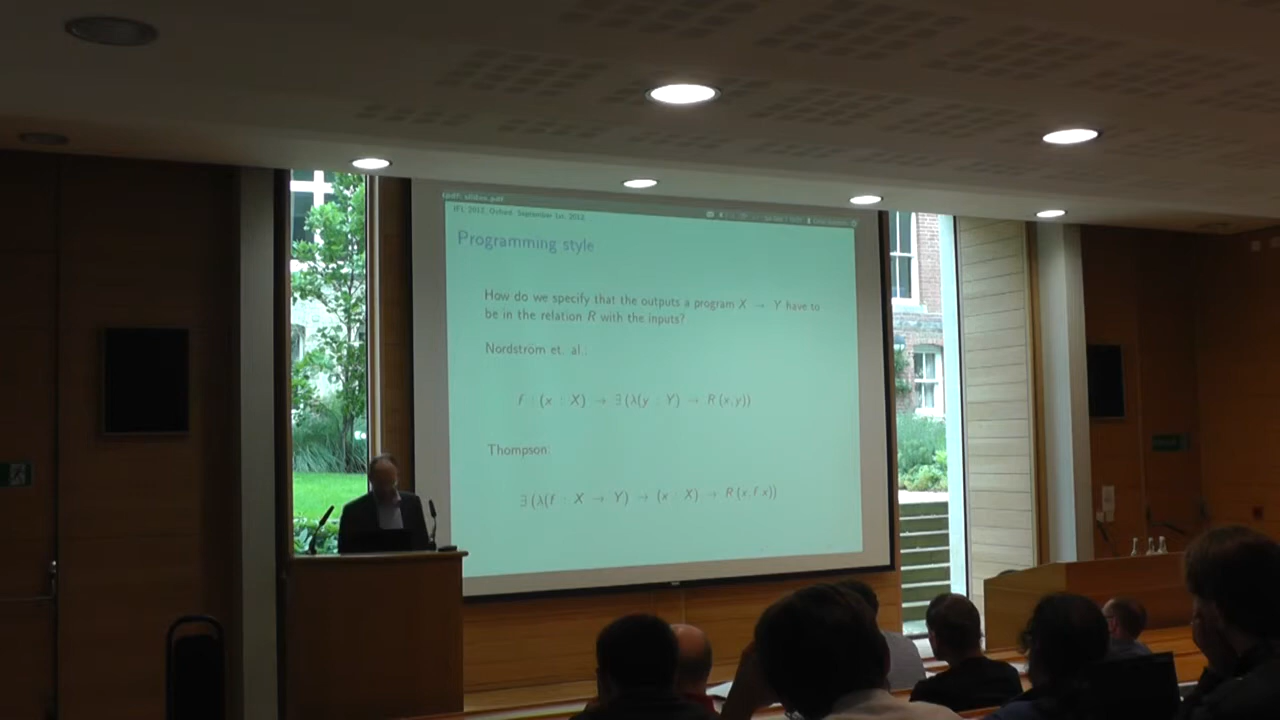 IFL 2012, Oxford. September 1st, 2012
Programming style
How do we specify that the outputs a program X → Y have to
be in the relation R with the inputs?
Nordström et. al.:
f : (x : X) → ∃ (λ(y : Y) → R (x, y))
Thompson:
∃ (λ(f : X → Y) → (x : X) → R (x, f x))